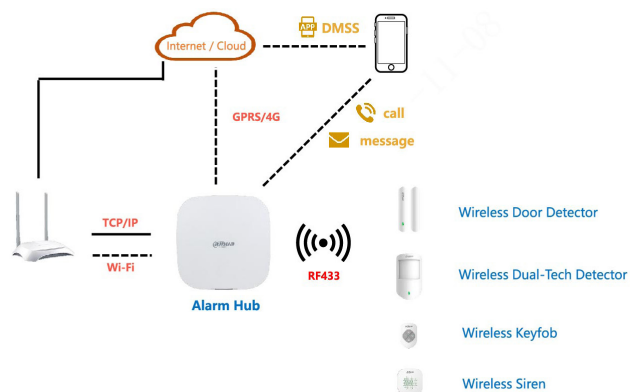 APP DMSS
Internet / Cloud
GPRS/4G
call
message
TCP/IP
Wi-Fi
alhua
RF433
Alarm Hub
Wireless Door Detector
Wireless Dual-Tech Detector
Wireless Keyfob
Wireless Siren